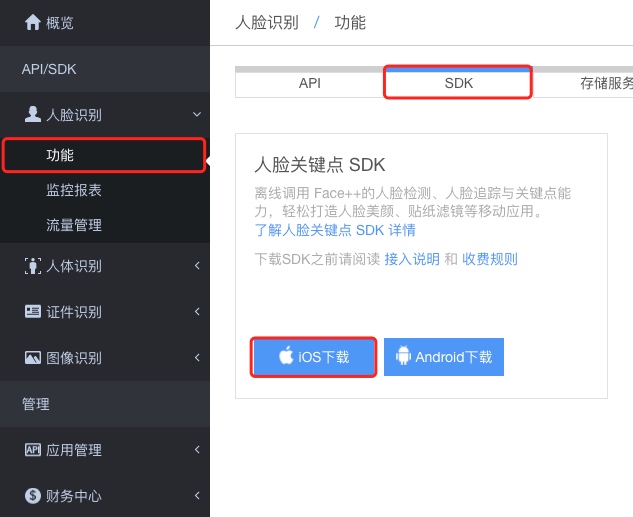 概览
API/SDK
人脸识别
功能
监控报表
流量管理
人体识别
证件识别
图像识别
管理
API 应用管理
财务中心
人脸识别 / 功能
API
SDK
存储服务
人脸关键点 SDK
离线调用 Face++的人脸检测、人脸追踪与关键点能
力，轻松打造人脸美颜、贴纸滤镜等移动应用。
了解人脸关键点 SDK 详情
下载SDK之前请阅读 接入说明 和 收费规则
iOS下载
Android下载